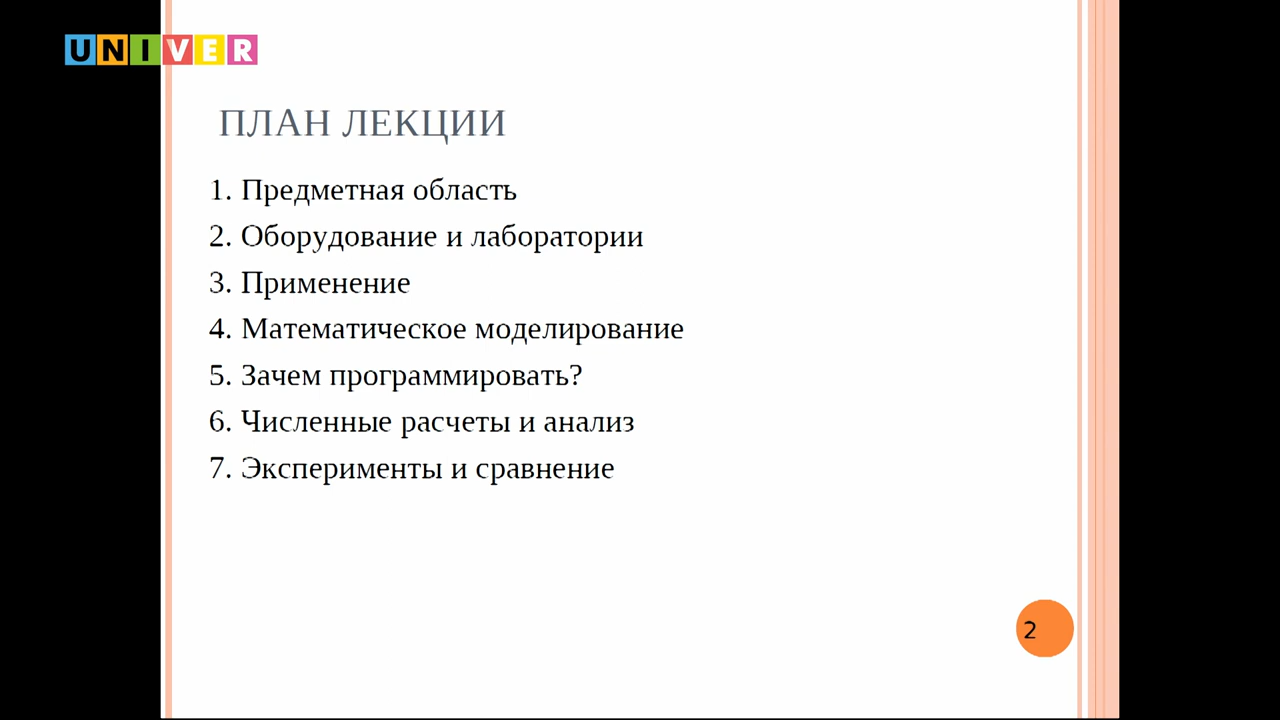 UNIVER
ПЛАН ЛЕКЦИИ
1. Предметная область
2. Оборудование и лаборатории
3. Применение
4. Математическое моделирование
5. Зачем программировать?
6. Численные расчеты и анализ
7. Эксперименты и сравнение
2